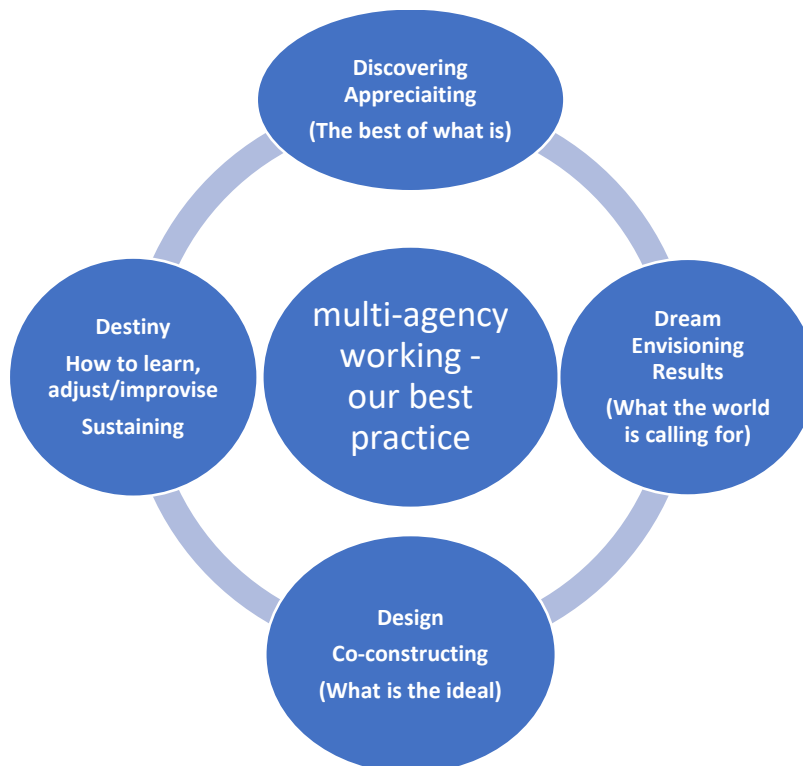 Discovering
Appreciaiting
(The best of what is)
Destiny
How to learn,
adjust/improvise
Sustaining
multi-agency
working -
our best
practice
Dream
Envisioning
Results
(What the world
is calling for)
Design
Co-constructing
(What is the ideal)